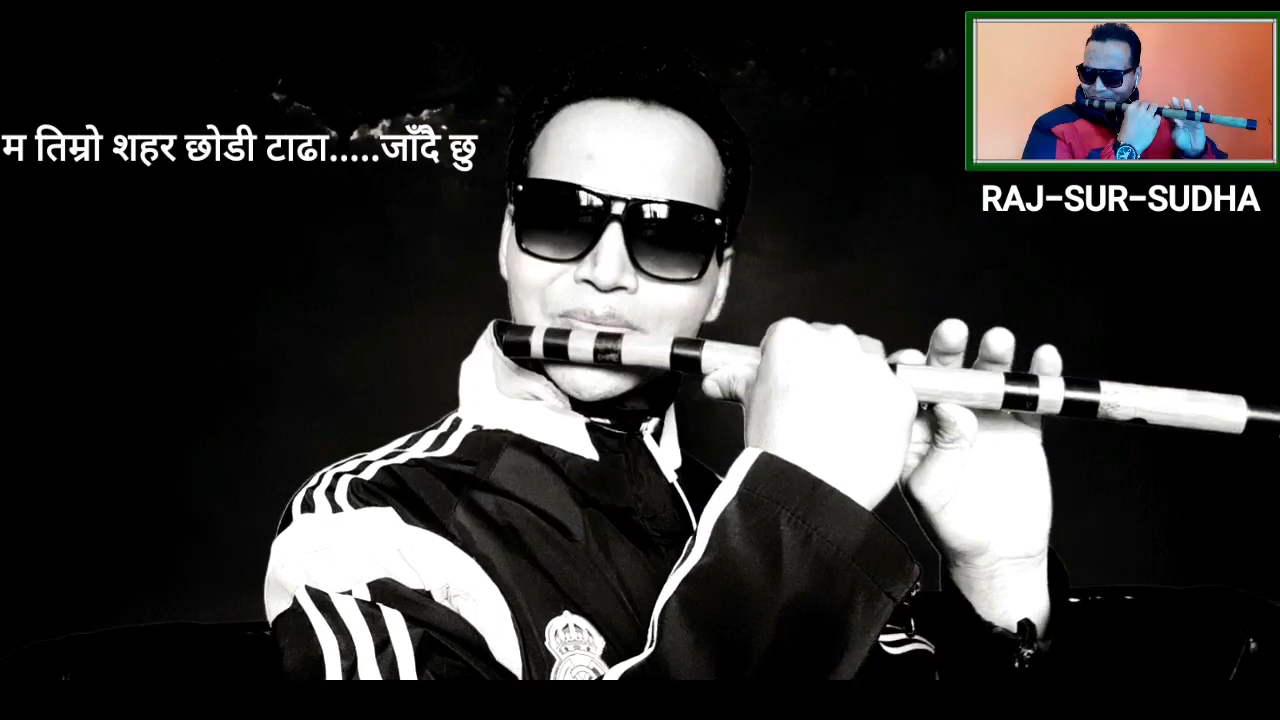 म तिम्रो शहर छोडी टाढा.....जाँदै छु
RAJ-SUR-SUDHA